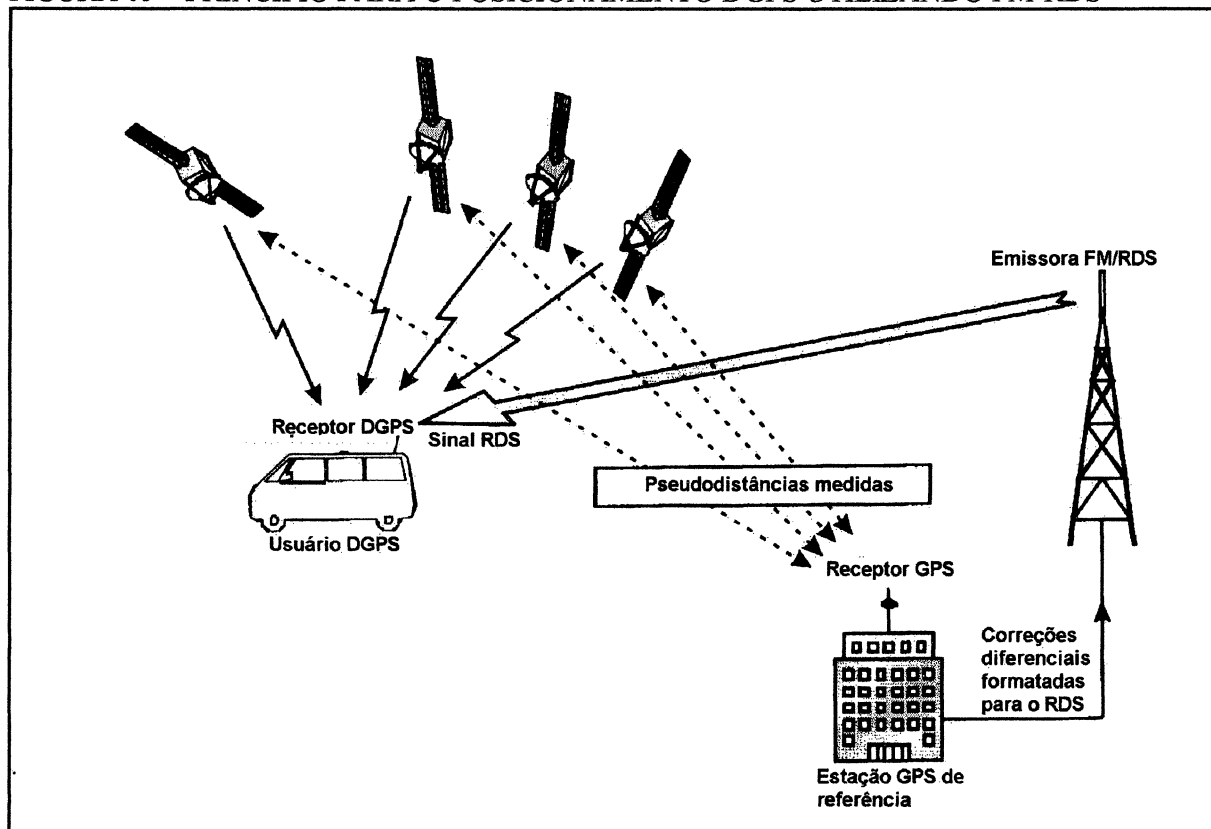 Emissora FM/RDS
Receptor DGPS
Sinal RDS
Pseudodistâncias medidas
Usuário DGPS
Receptor GPS
Correções
diferenciais
formatadas
para o RDS
Estação GPS de
referência